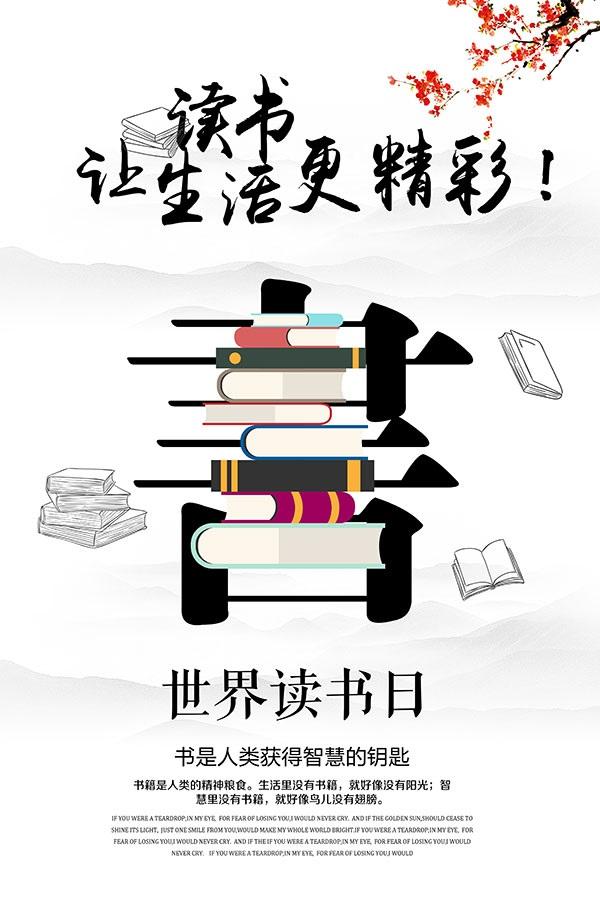 读书
让生活更精彩！
書
世界读书日
书是人类获得智慧的钥匙
书籍是人类的精神粮食。生活里没有书籍，就好像没有阳光；智
慧里没有书籍，就好像鸟儿没有翅膀。
IF YOU WERE A TEARDROP;IN MY EYE, FOR FEAR OF LOSING YOU,I WOULD NEVER CRY. AND IF THE GOLDEN SUN,SHOULD CEASE TO
SHINE ITS LIGHT, JUST ONE SMILE FROM YOU,WOULD MAKE MY WHOLE WORLD BRIGHT.IF YOU WERE A TEARDROP;IN MY EYE, FOR
FEAR OF LOSING YOU,I WOULD NEVER CRY. AND IF THE IF YOU WERE A TEARDROP;IN MY EYE, FOR FEAR OF LOSING YOU,I WOULD
NEVER CRY. IF YOU WERE A TEARDROP;IN MY EYE, FOR FEAR OF LOSING YOU,I WOULD